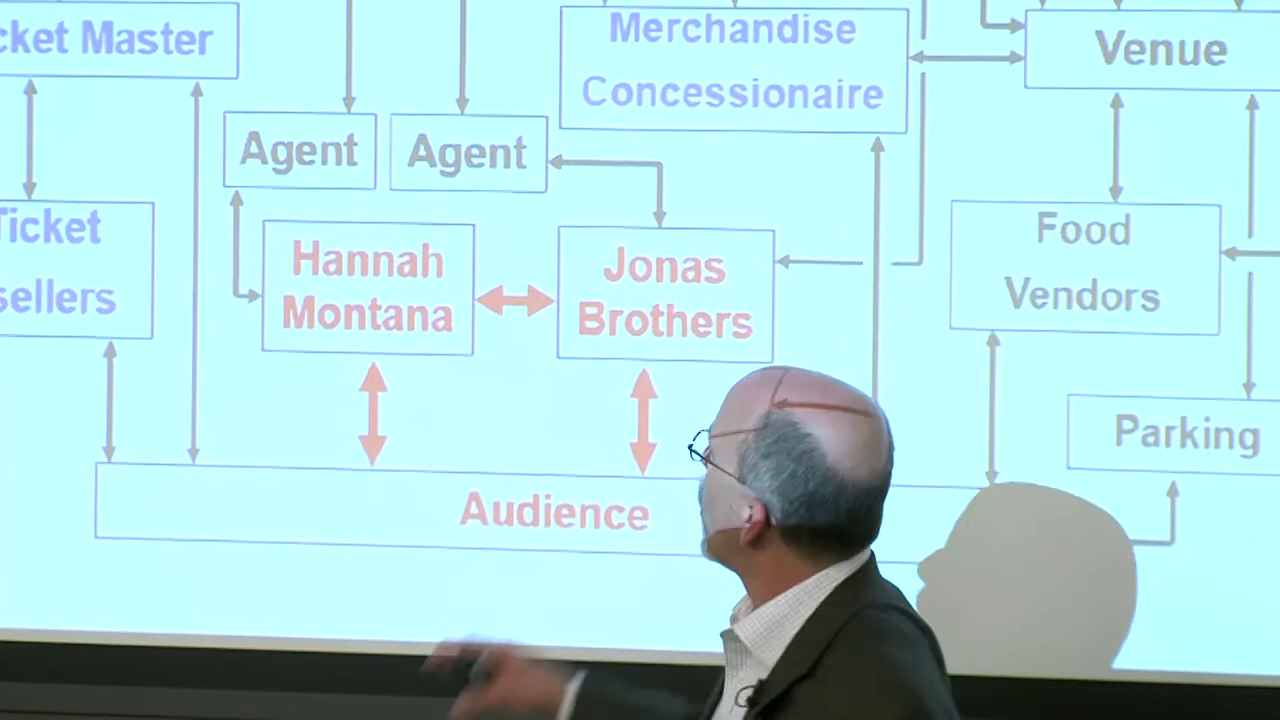 cket Master
Merchandise
Concessionaire
Venue
Agent
Agent
Ticket
sellers
Hannah
Montana
Jonas
Brothers
Food
Vendors
Parking
Audience